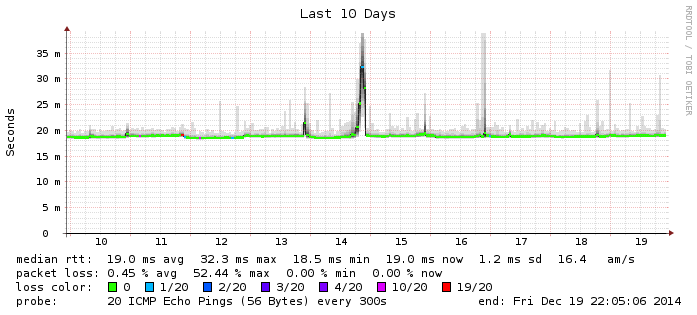 Last 10 Days
RRDTOOL / TOBI OETIKER
Seconds
35 m
30 m
25 m
20 m
15 m
10 m
5 m
0
10 11 12 13 14 15 16 17 18 19
median rtt: 19.0 ms avg 32.3 ms max 18.5 ms min 19.0 ms now 1.2 ms sd 16.4 am/s
packet loss: 0.45 % avg 52.44 % max 0.00 % min 0.00 % now
loss color: 0 1/20 2/20 3/20 4/20 10/20 19/20
probe: 20 ICMP Echo Pings (56 Bytes) every 300s end: Fri Dec 19 22:05:06 2014